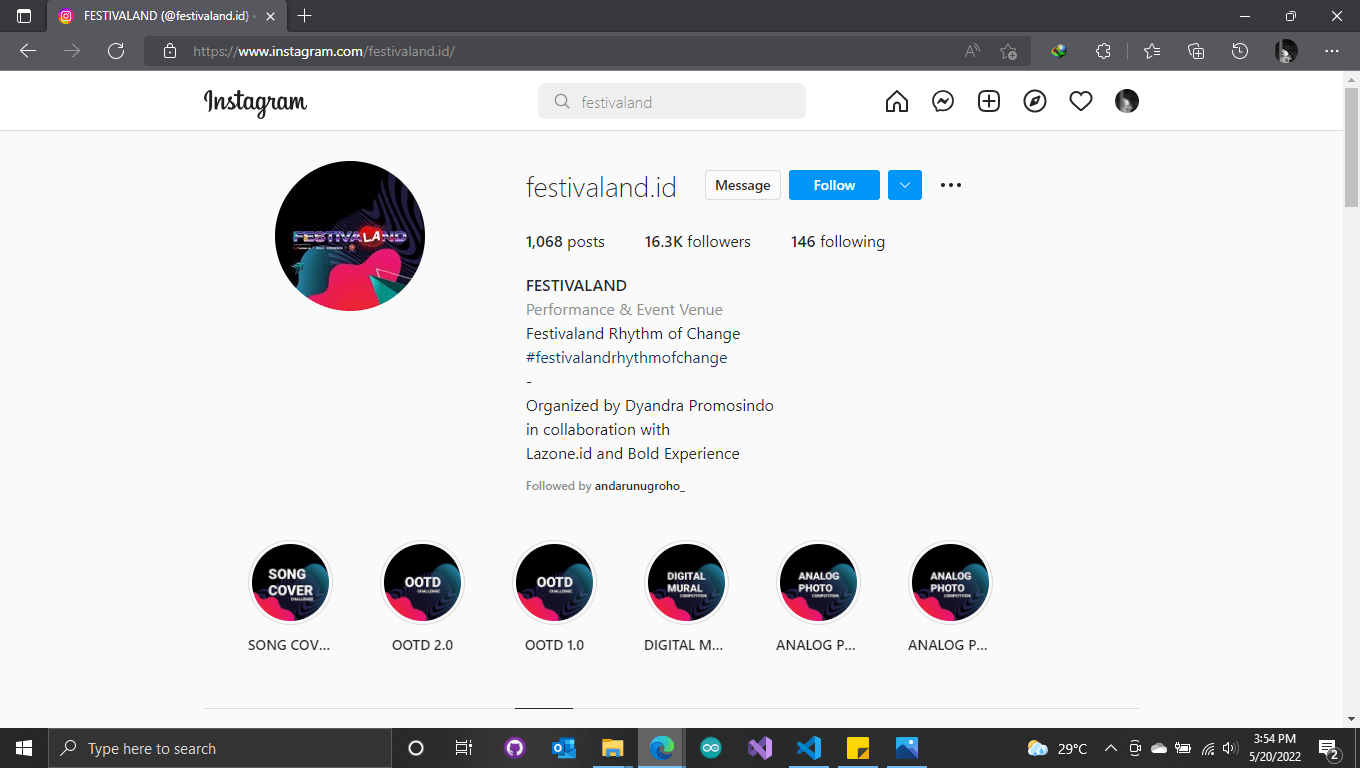 FESTIVALAND (@festivaland.id) ·
https://www.instagram.com/festivaland.id/
Instagram
festivaland
FESTIVALAND
festivaland.id
Message
Follow
1,068 posts
16.3K followers
146 following
FESTIVALAND
Performance & Event Venue
Festivaland Rhythm of Change
#festivalandrhythmofchange
-
Organized by Dyandra Promosindo
in collaboration with
Lazone.id and Bold Experience
Followed by andarunugroho_
SONG
COVER
CHALLENGE
OOTD
CHALLENGE
OOTD
CHALLENGE
DIGITAL
MURAL
COMPETITION
ANALOG
PHOTO
COMPETITION
ANALOG
PHOTO
COMPETITION
SONG COV...
OOTD 2.0
OOTD 1.0
DIGITAL M...
ANALOG P...
ANALOG P...
Type here to search
29°C
3:54 PM
5/20/2022
2